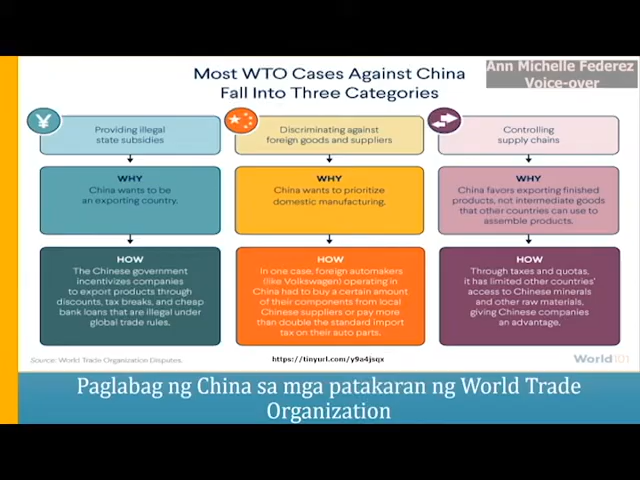 Ann Michelle Federez
Voice-over
Most WTO Cases Against China
Fall Into Three Categories
¥
Providing illegal
state subsidies
WHY
China wants to be
an exporting country.
HOW
The Chinese government
incentivizes companies
to export products through
discounts, tax breaks, and cheap
bank loans that are illegal under
global trade rules.
Discriminating against
foreign goods and suppliers
WHY
China wants to prioritize
domestic manufacturing.
HOW
In one case, foreign automakers
(like Volkswagen) operating in
China had to buy a certain amount
of their components from local
Chinese suppliers or pay more
than double the standard import
tax on their auto parts.
Controlling
supply chains
WHY
China favors exporting finished
products, not intermediate goods
that other countries can use to
assemble products.
HOW
Through taxes and quotas,
it has limited other countries'
access to Chinese minerals
and other raw materials,
giving Chinese companies
an advantage.
Source: World Trade Organization Disputes.
https://tinyurl.com/y9a4jsqx
World101
Paglabag ng China sa mga patakaran ng World Trade
Organization